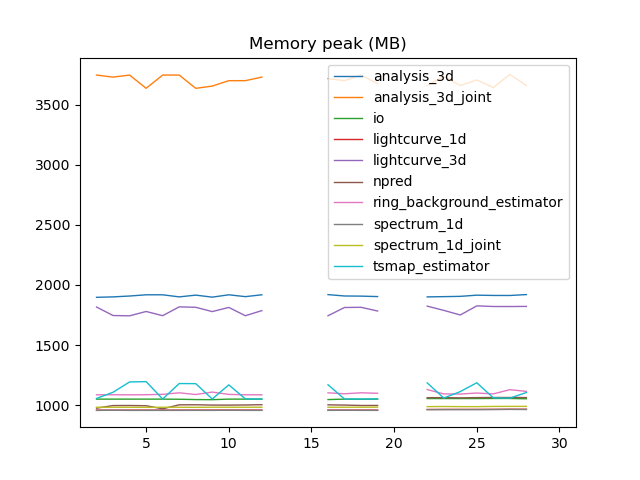 Memory peak (MB)
analysis_3d
analysis_3d_joint
io
lightcurve_1d
lightcurve_3d
npred
ring_background_estimator
spectrum_1d
spectrum_1d_joint
tsmap_estimator
3500
3000
2500
2000
1500
1000
5 10 15 20 25 30